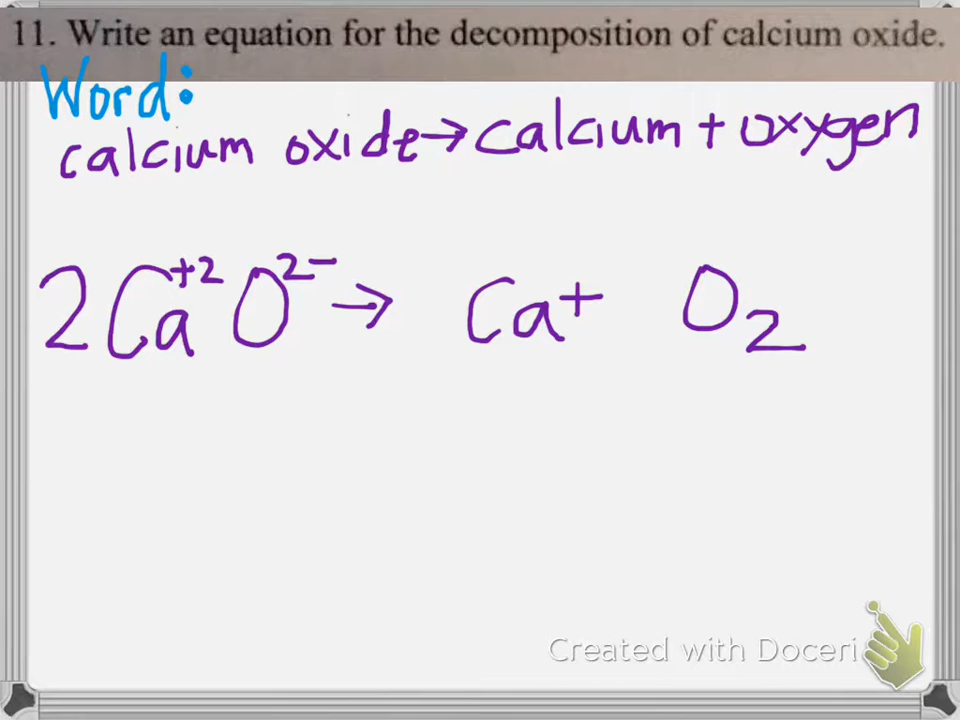 11. Write an equation for the decomposition of calcium oxide.
Word:
calcium oxide → calcium + oxygen
2Ca⁺²O²⁻ → Ca + O₂
Created with Doceri